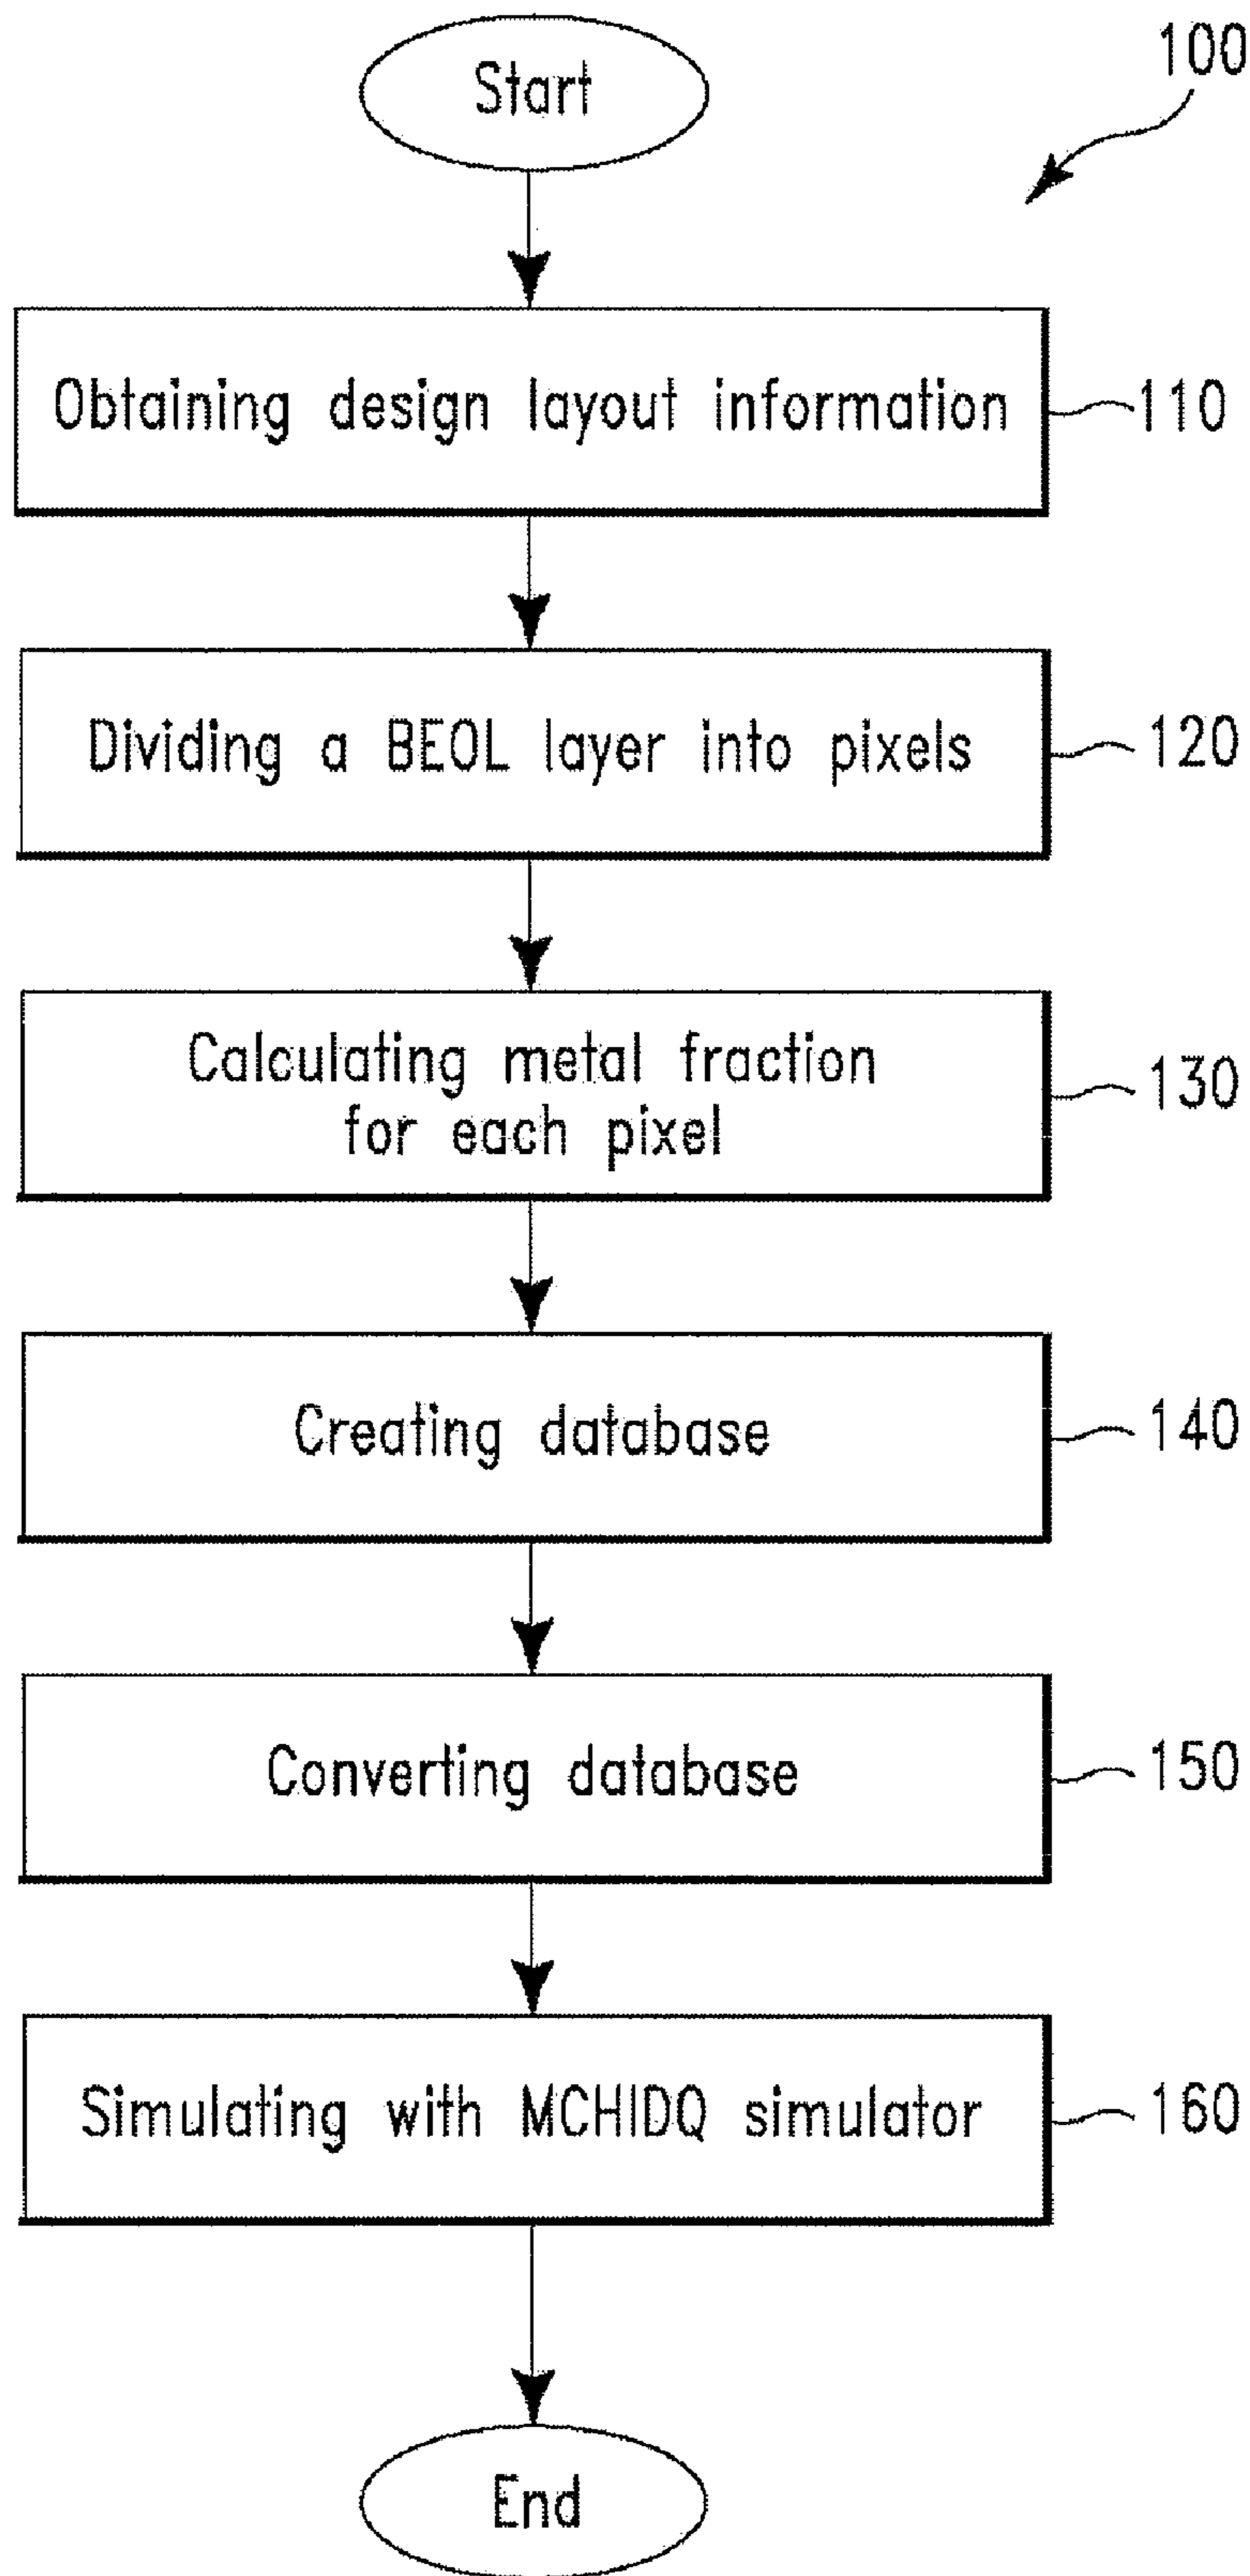 Start
100
Obtaining design layout information
110
Dividing a BEOL layer into pixels
120
Calculating metal fraction
for each pixel
130
Creating database
140
Converting database
150
Simulating with MCHIDQ simulator
160
End